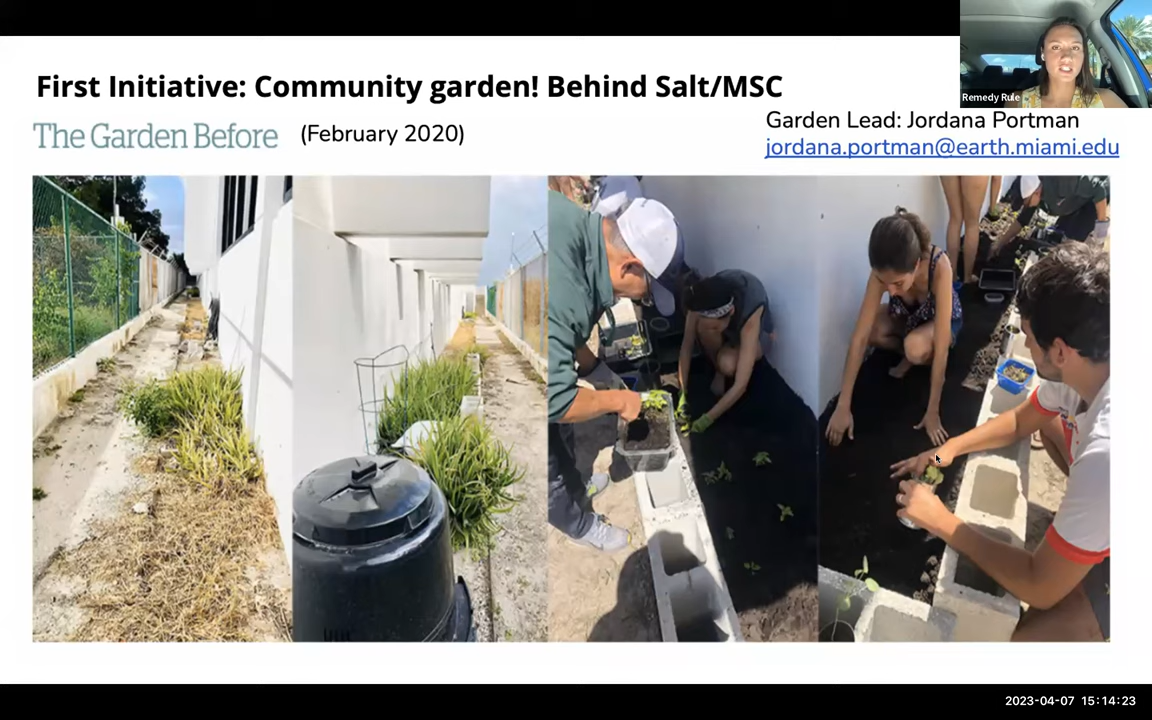 First Initiative: Community garden! Behind Salt/MSC
Remedy Rule
The Garden Before (February 2020)
Garden Lead: Jordana Portman
jordana.portman@earth.miami.edu
2023-04-07 15:14:23